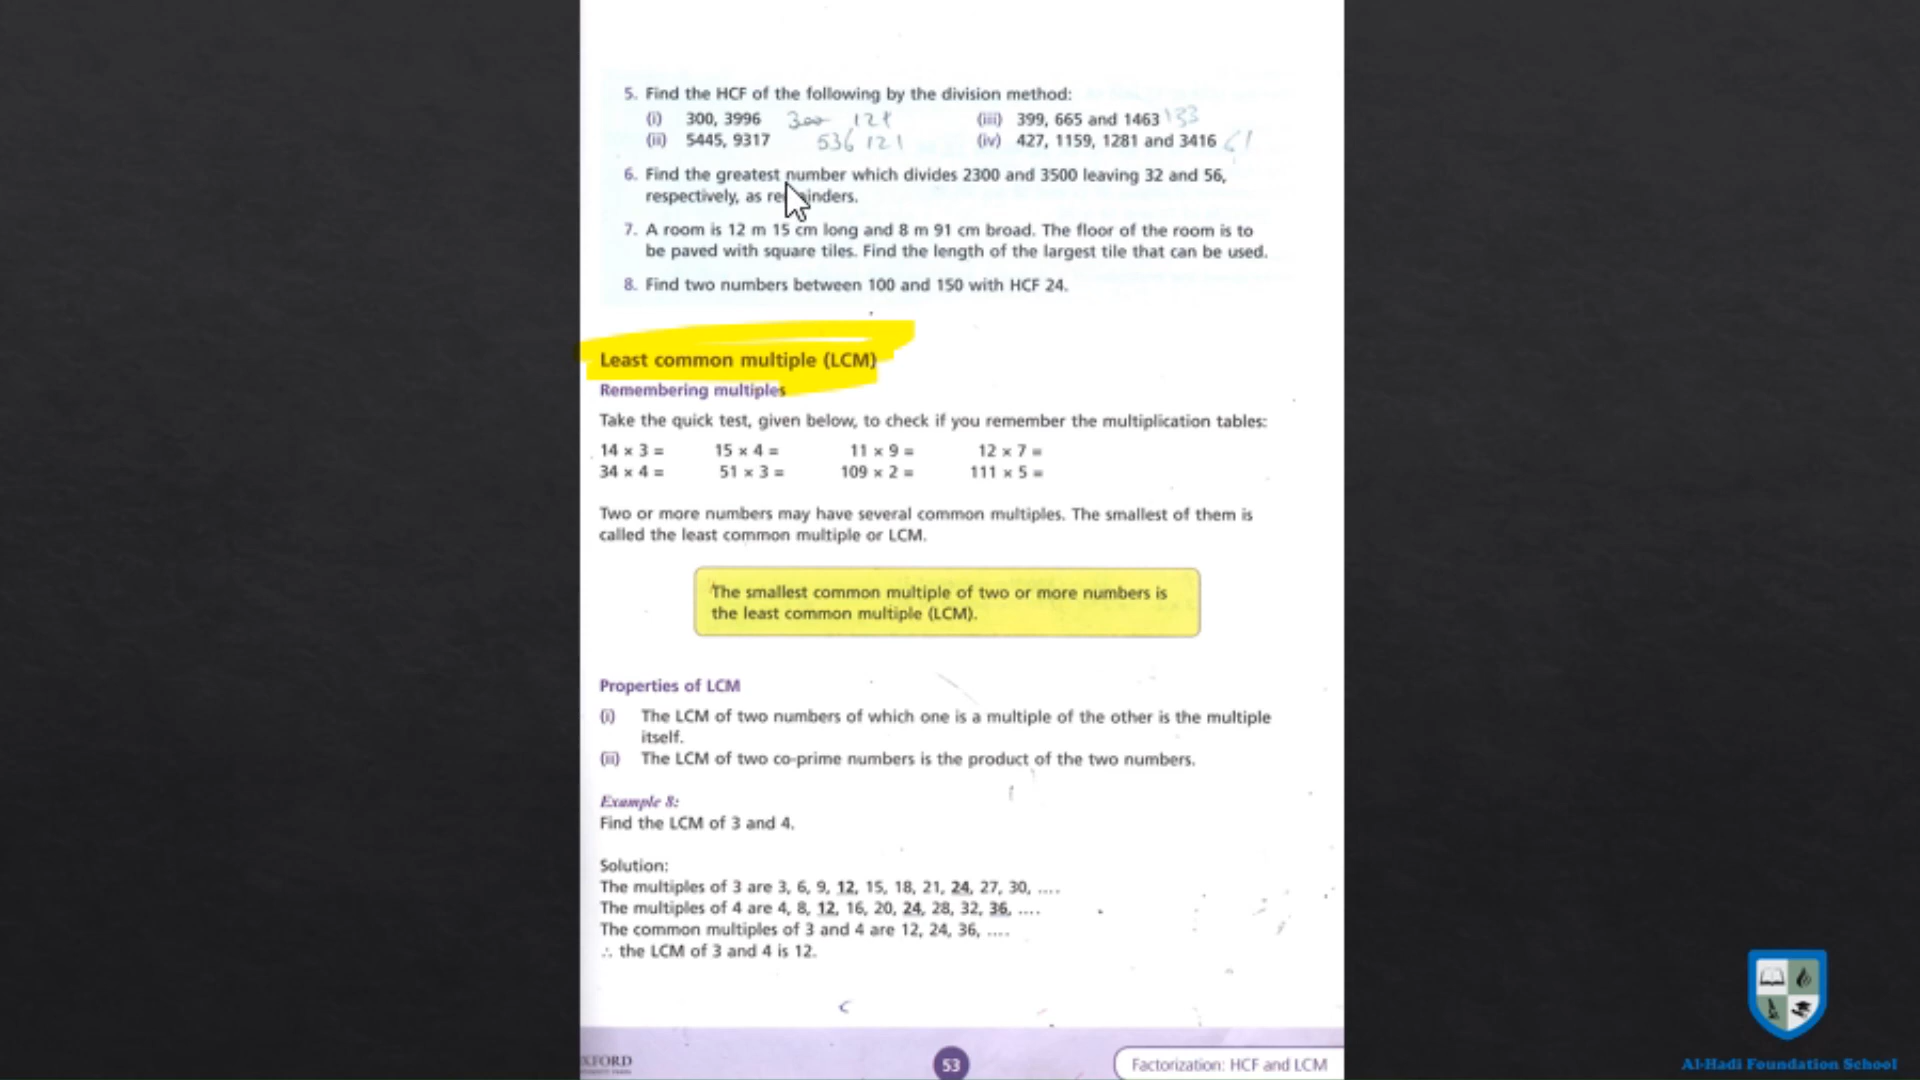 5. Find the HCF of the following by the division method:
(i) 300, 3996 300 12 (iii) 399, 665 and 1463 133
(ii) 5445, 9317 536 121 (iv) 427, 1159, 1281 and 3416 61
6. Find the greatest number which divides 2300 and 3500 leaving 32 and 56,
respectively, as re inders.
7. A room is 12 m 15 cm long and 8 m 91 cm broad. The floor of the room is to
be paved with square tiles. Find the length of the largest tile that can be used.
8. Find two numbers between 100 and 150 with HCF 24.
Least common multiple (LCM)
Remembering multiples
Take the quick test, given below, to check if you remember the multiplication tables:
14 × 3 = 15 × 4 = 11 × 9 = 12 × 7 =
34 × 4 = 51 × 3 = 109 × 2 = 111 × 5 =
Two or more numbers may have several common multiples. The smallest of them is
called the least common multiple or LCM.
The smallest common multiple of two or more numbers is
the least common multiple (LCM).
Properties of LCM
(i) The LCM of two numbers of which one is a multiple of the other is the multiple
itself.
(ii) The LCM of two co-prime numbers is the product of the two numbers.
Example 8:
Find the LCM of 3 and 4.
Solution:
The multiples of 3 are 3, 6, 9, 12, 15, 18, 21, 24, 27, 30, ....
The multiples of 4 are 4, 8, 12, 16, 20, 24, 28, 32, 36, ....
The common multiples of 3 and 4 are 12, 24, 36, ....
∴ the LCM of 3 and 4 is 12.
XFORD
53
Factorization: HCF and LCM
Al-Hadi Foundation School